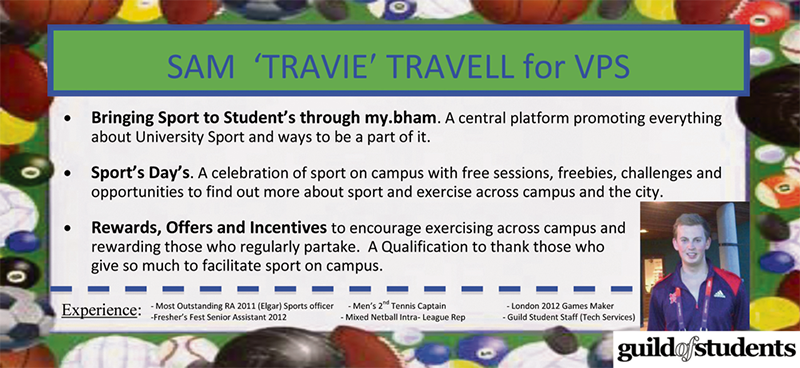 SAM ‘TRAVIE’ TRAVELL for VPS
• Bringing Sport to Student’s through my.bham. A central platform promoting everything
about University Sport and ways to be a part of it.
• Sport’s Day’s. A celebration of sport on campus with free sessions, freebies, challenges and
opportunities to find out more about sport and exercise across campus and the city.
• Rewards, Offers and Incentives to encourage exercising across campus and
rewarding those who regularly partake. A Qualification to thank those who
give so much to facilitate sport on campus.
Experience: - Most Outstanding RA 2011 (Elgar) Sports officer - Men’s 2nd Tennis Captain - London 2012 Games Maker
-Fresher’s Fest Senior Assistant 2012 - Mixed Netball Intra- League Rep - Guild Student Staff (Tech Services)
guildofstudents